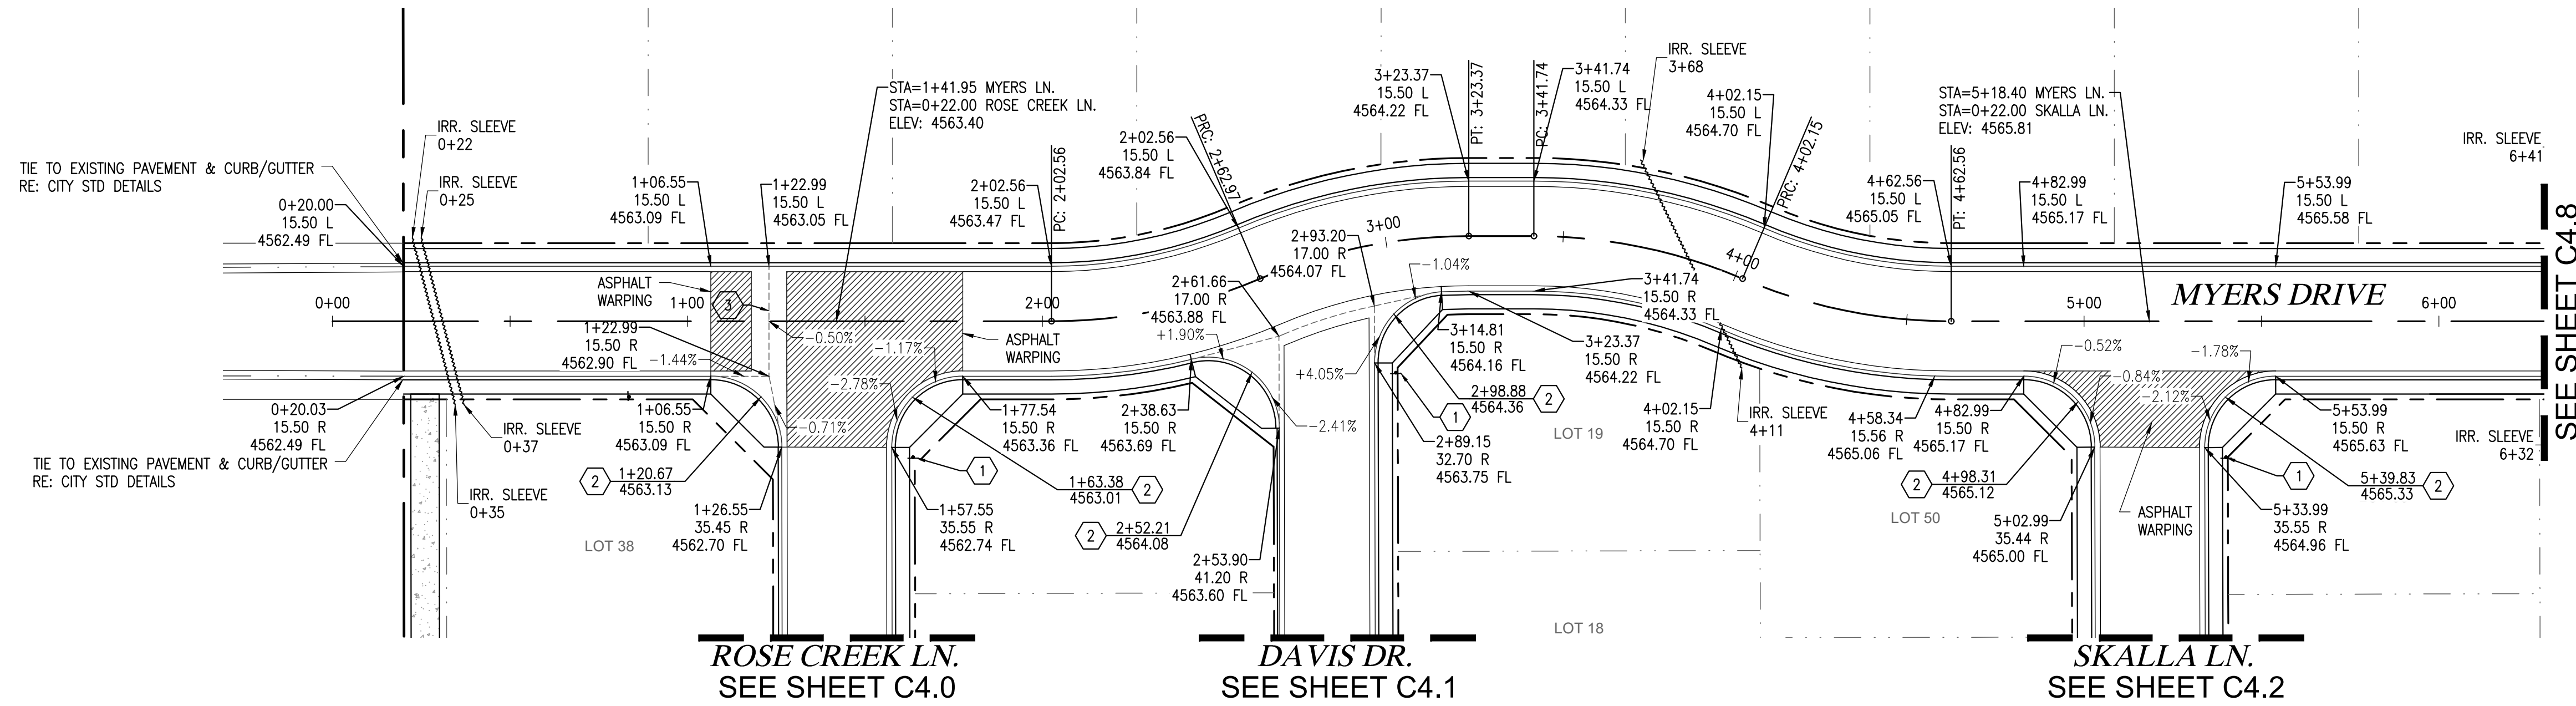 IRR. SLEEVE
0+22
TIE TO EXISTING PAVEMENT & CURB/GUTTER
RE: CITY STD DETAILS
IRR. SLEEVE
0+25
0+20.00
15.50 L
4562.49 FL
1+06.55
15.50 L
4563.09 FL
1+22.99
15.50 L
4563.05 FL
STA=1+41.95 MYERS LN.
STA=0+22.00 ROSE CREEK LN.
ELEV: 4563.40
2+02.56
15.50 L
4563.47 FL
PC: 2+02.56
2+02.56
15.50 L
4563.84 FL
PRC: 2+62.97
3+23.37
15.50 L
4564.22 FL
PT: 3+23.37
PC: 3+41.74
3+41.74
15.50 L
4564.33 FL
IRR. SLEEVE
3+68
4+02.15
15.50 L
4564.70 FL
PRC: 4+02.15
4+62.56
15.50 L
4565.05 FL
PT: 4+62.56
STA=5+18.40 MYERS LN.
STA=0+22.00 SKALLA LN.
ELEV: 4565.81
4+82.99
15.50 L
4565.17 FL
5+53.99
15.50 L
4565.58 FL
IRR. SLEEVE
6+41
SEE SHEET C4.8
0+00
1+00
2+00
3+00
4+00
5+00
6+00
MYERS DRIVE
ASPHALT
WARPING
3
-0.50%
1+22.99
15.50 R
4562.90 FL
-1.44%
-1.17%
-2.78%
-0.71%
ASPHALT
WARPING
2+93.20
17.00 R
4564.07 FL
2+61.66
17.00 R
4563.88 FL
+1.90%
-1.04%
+4.05%
-2.41%
3+41.74
15.50 R
4564.33 FL
3+14.81
15.50 R
4564.16 FL
3+23.37
15.50 R
4564.22 FL
0+20.03
15.50 R
4562.49 FL
TIE TO EXISTING PAVEMENT & CURB/GUTTER
RE: CITY STD DETAILS
IRR. SLEEVE
0+37
IRR. SLEEVE
0+35
1+06.55
15.50 R
4563.09 FL
2
1+20.67
4563.13
1+26.55
35.45 R
4562.70 FL
LOT 38
1+77.54
15.50 R
4563.36 FL
1
1+63.38
4563.01
2
1+57.55
35.55 R
4562.74 FL
2+38.63
15.50 R
4563.69 FL
2
2+52.21
4564.08
2+53.90
41.20 R
4563.60 FL
2+98.88
4564.36
2
1
2+89.15
32.70 R
4563.75 FL
LOT 19
LOT 18
4+02.15
15.50 R
4564.70 FL
IRR. SLEEVE
4+11
4+58.34
15.56 R
4565.06 FL
4+82.99
15.50 R
4565.17 FL
-0.52%
-0.84%
-1.78%
-2.12%
2
4+98.31
4565.12
LOT 50
5+02.99
35.44 R
4565.00 FL
ASPHALT
WARPING
1
5+33.99
35.55 R
4564.96 FL
5+39.83
4565.33
2
5+53.99
15.50 R
4565.63 FL
IRR. SLEEVE
6+32
ROSE CREEK LN.
SEE SHEET C4.0
DAVIS DR.
SEE SHEET C4.1
SKALLA LN.
SEE SHEET C4.2